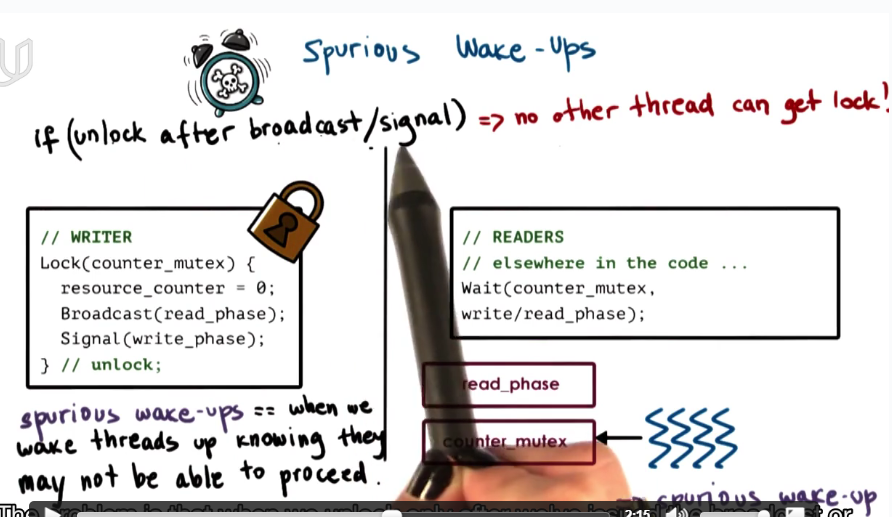 Spurious Wake-Ups
if (unlock after broadcast/signal) => no other thread can get lock!
// WRITER
Lock(counter_mutex) {
resource_counter = 0;
Broadcast(read_phase);
Signal(write_phase);
} // unlock;
// READERS
// elsewhere in the code ...
Wait(counter_mutex,
write/read_phase);
read_phase
counter_mutex
spurious wake-ups == when we
wake threads up knowing they
may not be able to proceed.
=> spurious wake-up
The
2:15
or